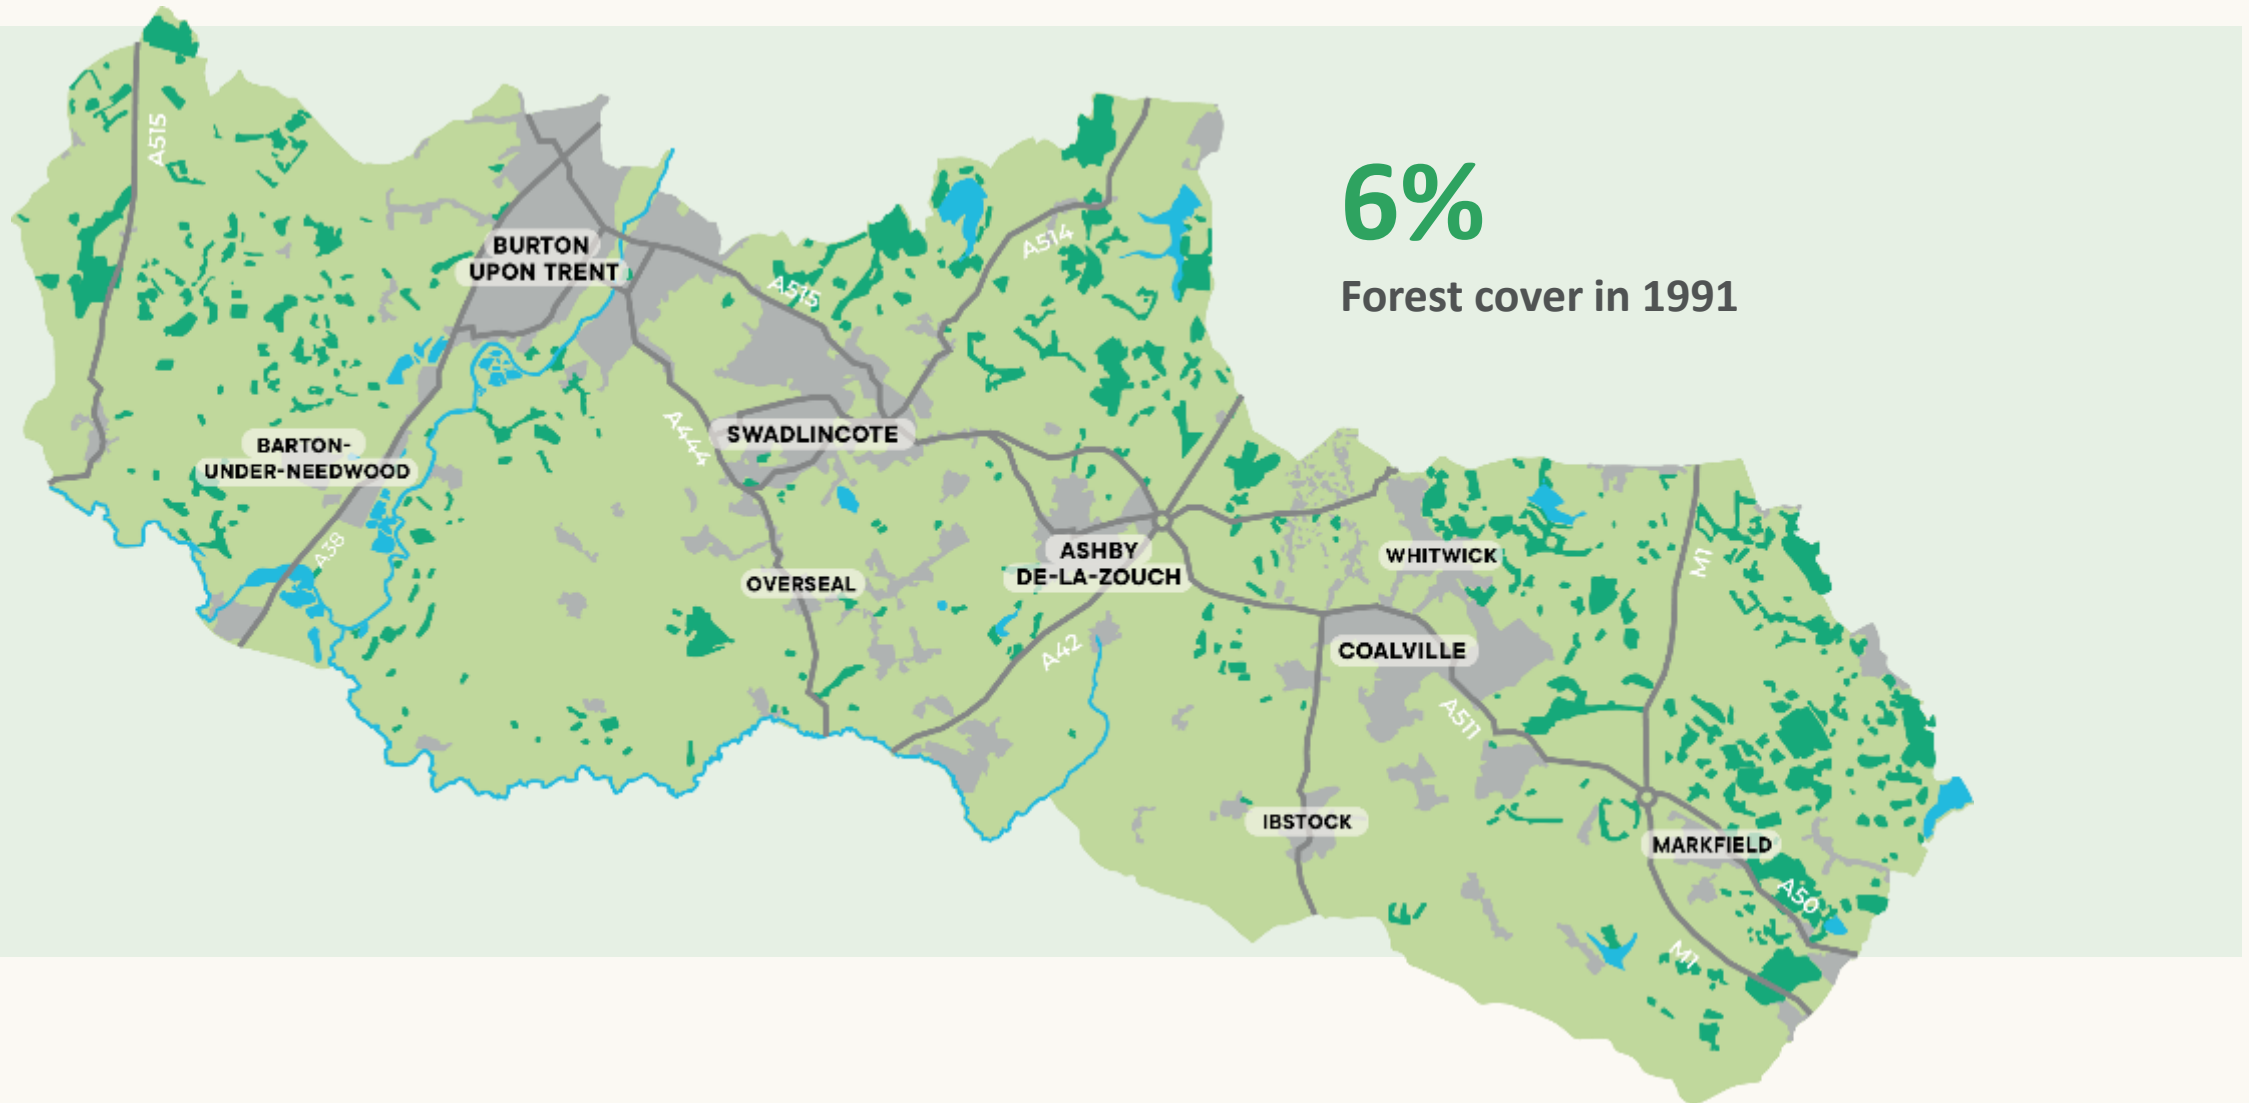 A515
6%
Forest cover in 1991
BURTON
UPON TRENT
A514
A515
A444
SWADLINCOTE
BARTON-
UNDER-NEEDWOOD
A38
OVERSEAL
ASHBY
DE-LA-ZOUCH
WHITWICK
M1
A42
COALVILLE
A511
IBSTOCK
MARKFIELD
A50
M1